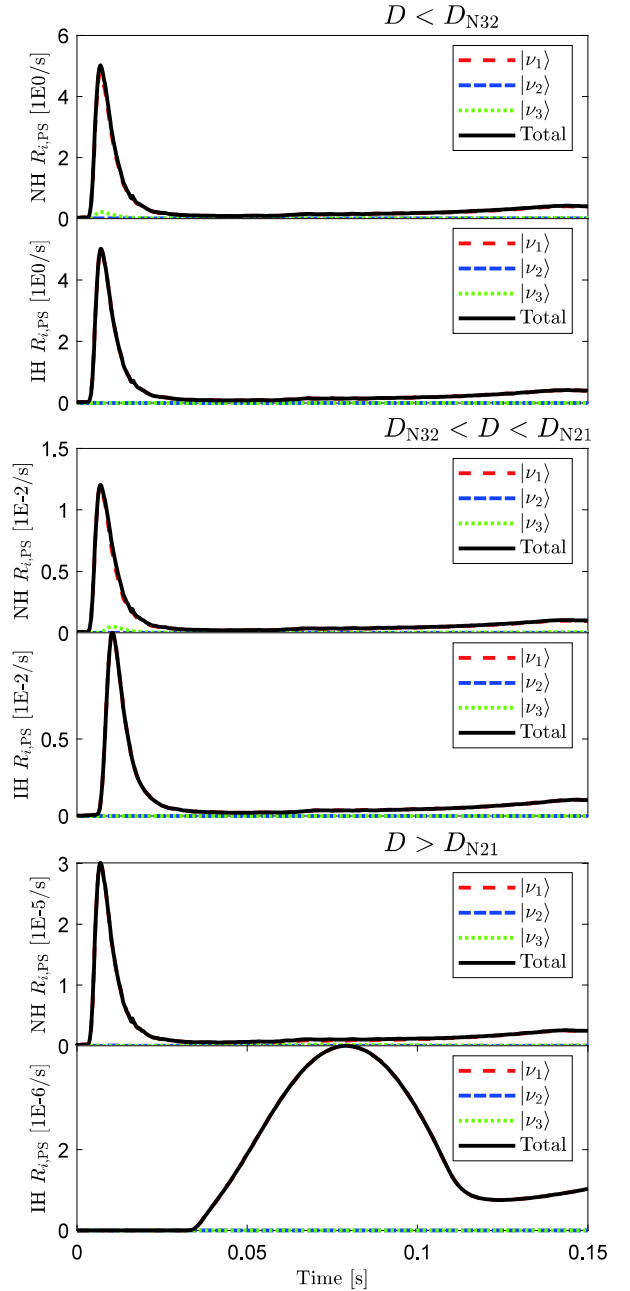 D < D_N32
6
4
2
0
NH R_i,PS [1E0/s]
|ν₁⟩
|ν₂⟩
|ν₃⟩
Total
4
2
0
IH R_i,PS [1E0/s]
|ν₁⟩
|ν₂⟩
|ν₃⟩
Total
D_N32 < D < D_N21
1.5
1
0.5
0
NH R_i,PS [1E-2/s]
|ν₁⟩
|ν₂⟩
|ν₃⟩
Total
0.5
0
IH R_i,PS [1E-2/s]
|ν₁⟩
|ν₂⟩
|ν₃⟩
Total
D > D_N21
3
2
1
0
NH R_i,PS [1E-5/s]
|ν₁⟩
|ν₂⟩
|ν₃⟩
Total
2
0
IH R_i,PS [1E-6/s]
|ν₁⟩
|ν₂⟩
|ν₃⟩
Total
0 0.05 0.1 0.15
Time [s]